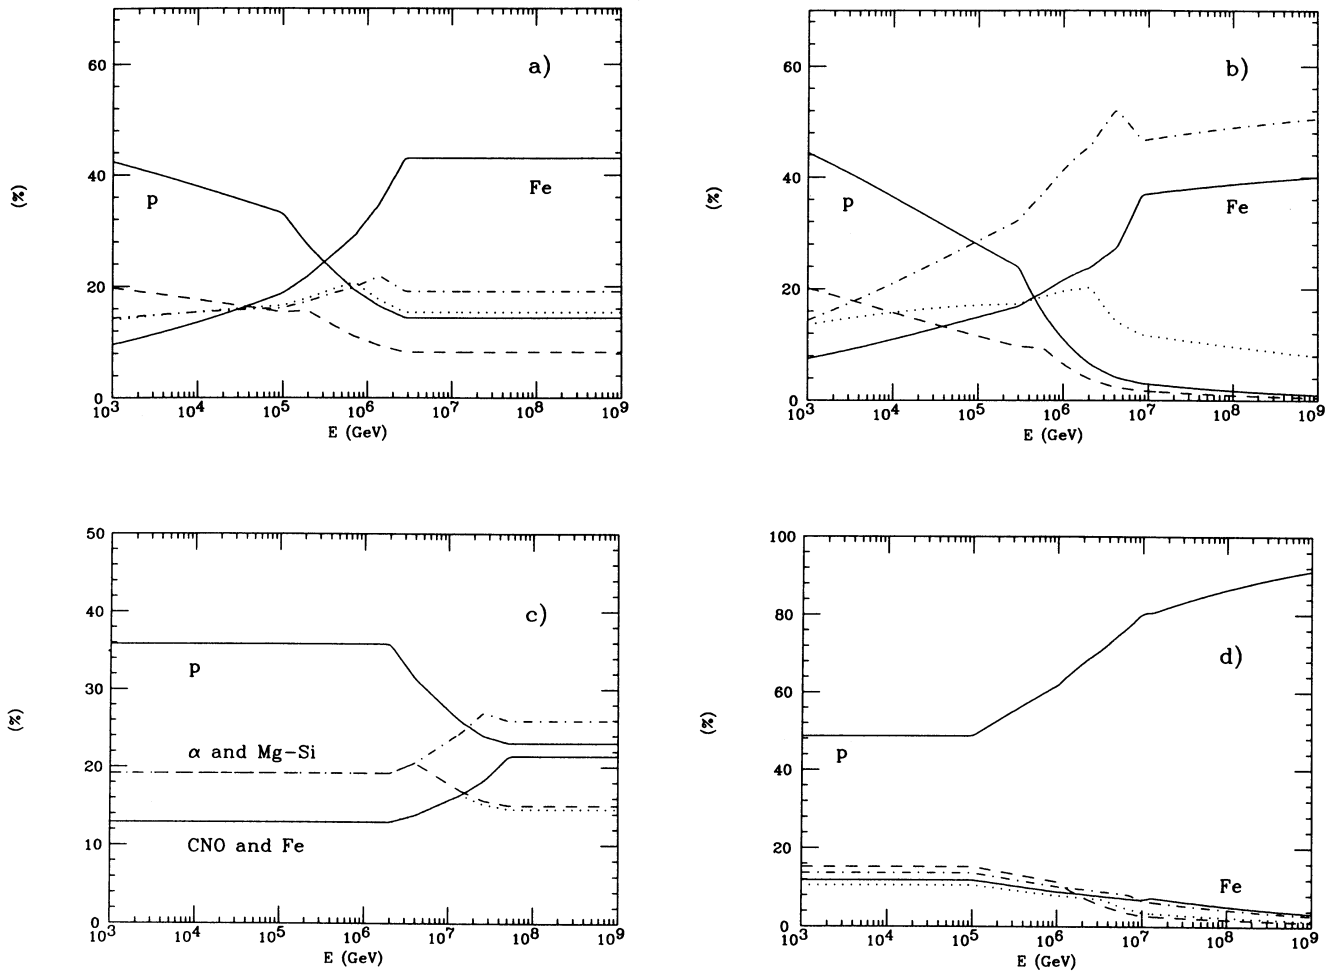 a)
60
40
20
0
(%)
p
Fe
10³ 10⁴ 10⁵ 10⁶ 10⁷ 10⁸ 10⁹
E (GeV)
b)
60
40
20
0
(%)
p
Fe
10³ 10⁴ 10⁵ 10⁶ 10⁷ 10⁸ 10⁹
E (GeV)
c)
50
40
30
20
10
0
(%)
p
α and Mg-Si
CNO and Fe
10³ 10⁴ 10⁵ 10⁶ 10⁷ 10⁸ 10⁹
E (GeV)
d)
100
80
60
40
20
0
(%)
p
Fe
10³ 10⁴ 10⁵ 10⁶ 10⁷ 10⁸ 10⁹
E (GeV)